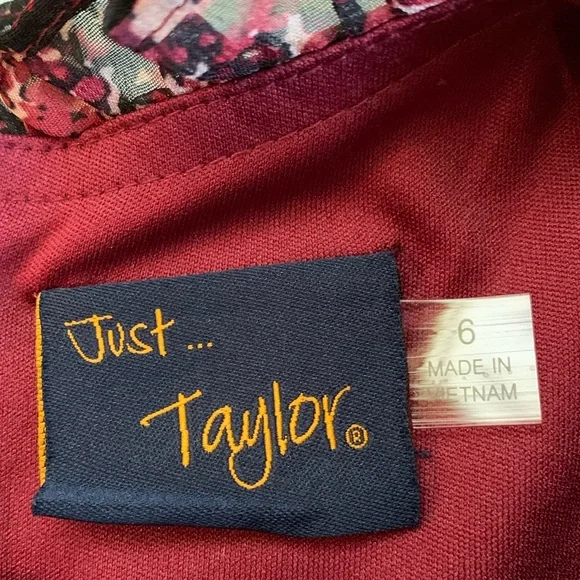 Just ...
Taylor®
6
MADE IN
VIETNAM